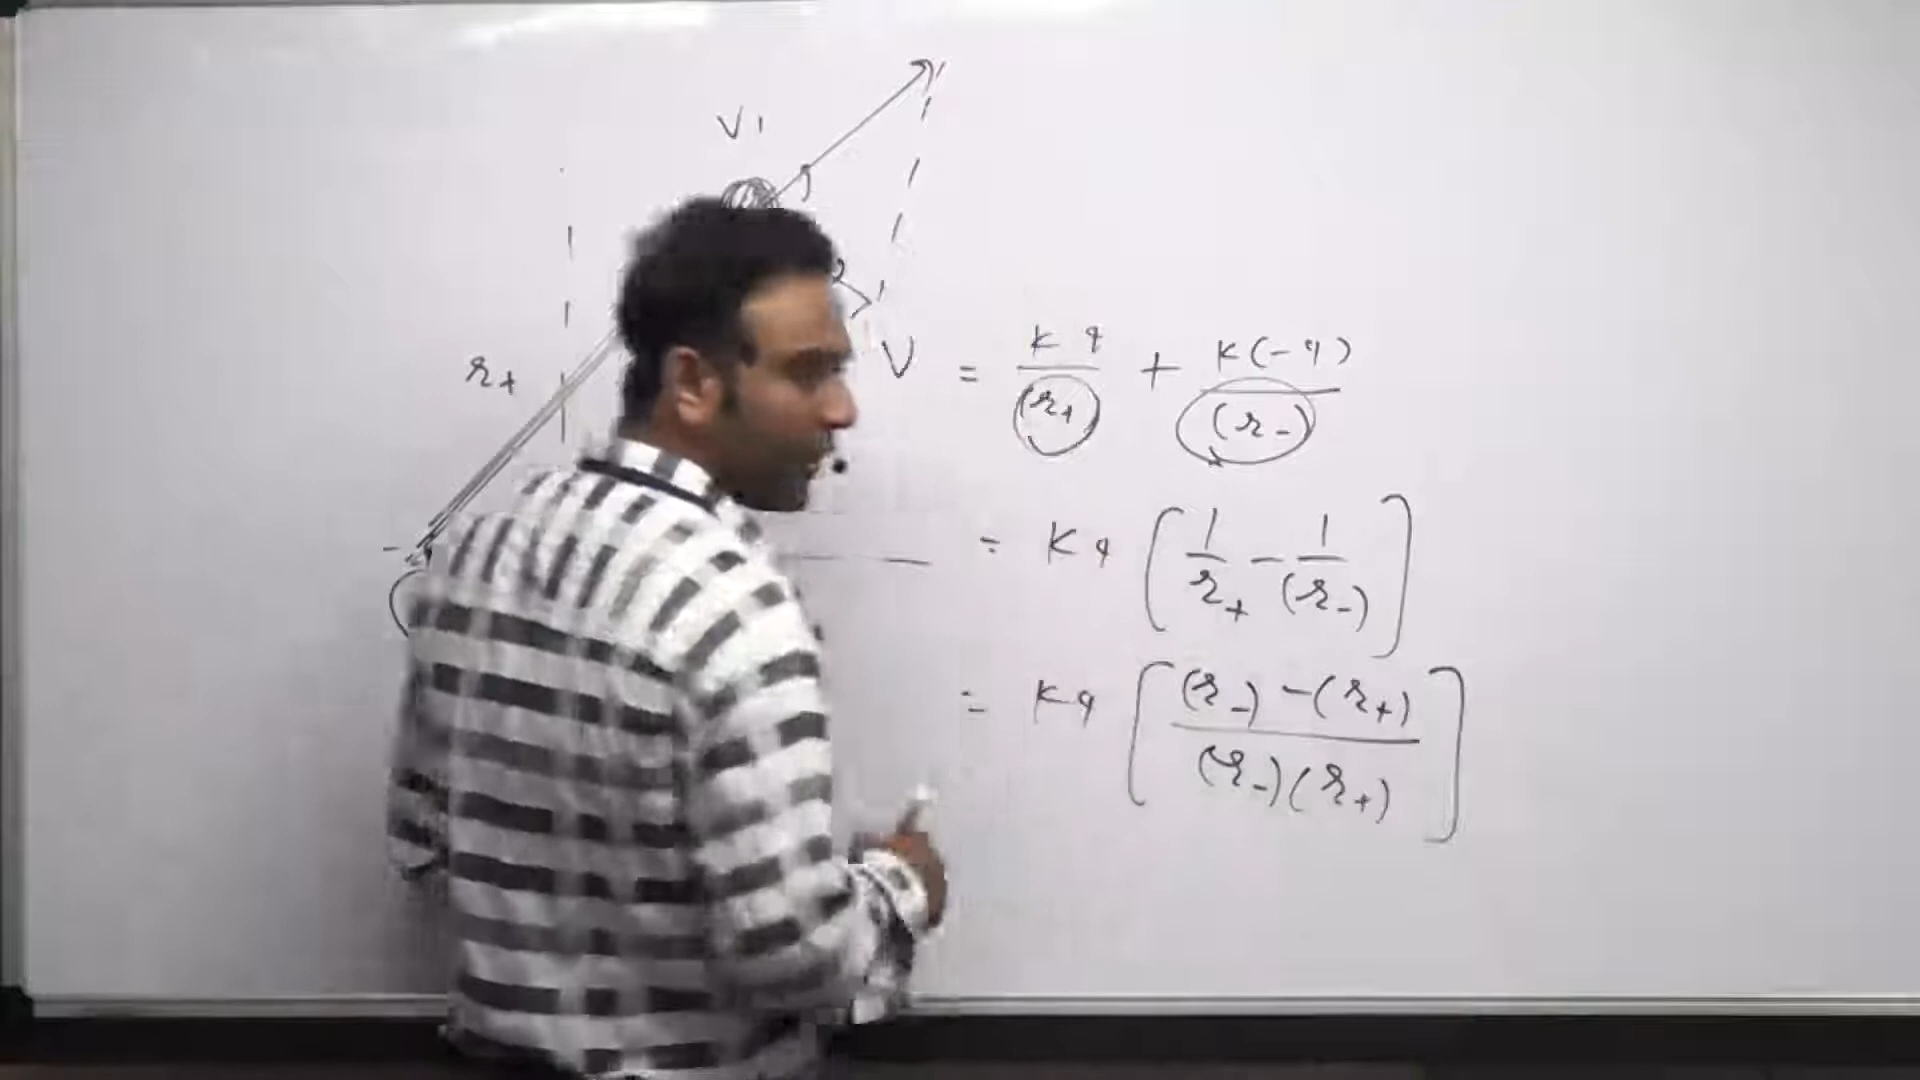 V1
r₊
V = Kq/(r₊) + K(-q)/(r₋)
= Kq [1/r₊ - 1/(r₋)]
= Kq [((r₋) - (r₊))/((r₋)(r₊))]